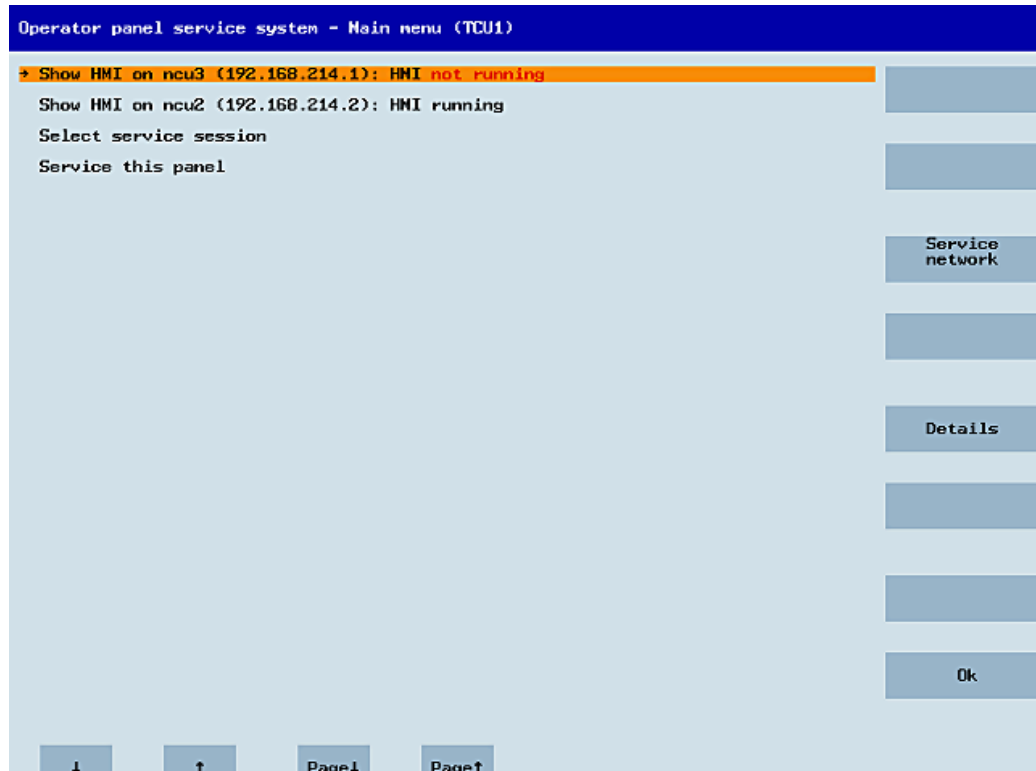 Operator panel service system - Main menu (TCU1)
→ Show HMI on ncu3 (192.168.214.1): HMI not running
Show HMI on ncu2 (192.168.214.2): HMI running
Select service session
Service this panel
Service
network
Details
Ok
↓ ↑ Page↓ Page↑